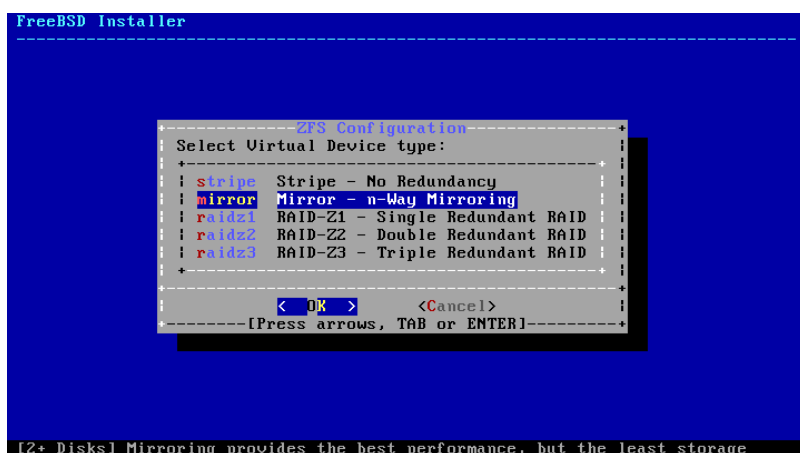 FreeBSD Installer
ZFS Configuration
Select Virtual Device type:
stripe Stripe - No Redundancy
mirror Mirror - n-Way Mirroring
raidz1 RAID-Z1 - Single Redundant RAID
raidz2 RAID-Z2 - Double Redundant RAID
raidz3 RAID-Z3 - Triple Redundant RAID
< OK > <Cancel>
[Press arrows, TAB or ENTER]
[2+ Disks] Mirroring provides the best performance, but the least storage